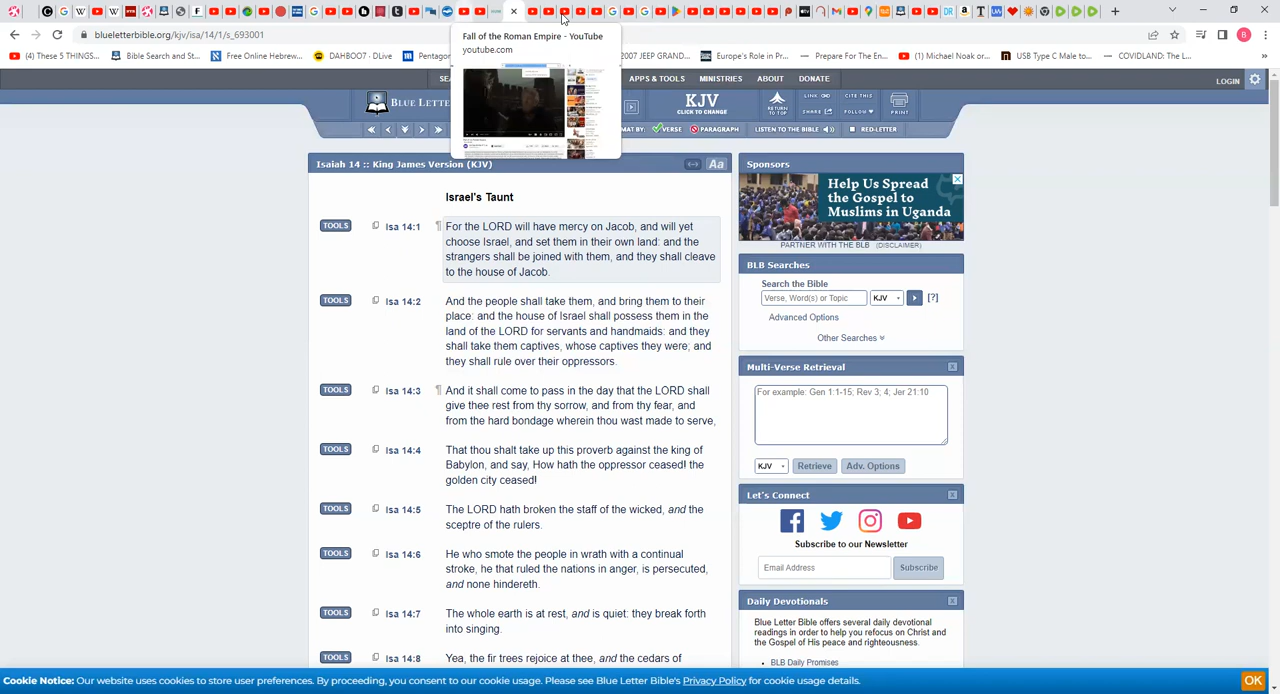 blueletterbible.org/kjv/isa/14/1/s_693001
(4) These 5 THINGS...
Bible Search and St...
Free Online Hebrew...
DAHBOO7 - DLive
Pentagon
2007 JEEP GRAND...
Europe's Role in Pr...
Prepare For The En...
(1) Michael Noak or...
USB Type C Male to...
COVIDLAND: The L...
»
Fall of the Roman Empire - YouTube
youtube.com
APPS & TOOLS
MINISTRIES
ABOUT
DONATE
LOGIN
BLUE LET
KJV
CLICK TO CHANGE
RETURN TO TOP
LINK
SHARE
CITE THIS
FOLLOW
PRINT
MAT BY
VERSE
PARAGRAPH
LISTEN TO THE BIBLE
RED-LETTER
Isaiah 14 :: King James Version (KJV)
Aa
Israel's Taunt
TOOLS Isa 14:1 ¶ For the LORD will have mercy on Jacob, and will yet
choose Israel, and set them in their own land: and the
strangers shall be joined with them, and they shall cleave
to the house of Jacob.
TOOLS Isa 14:2 And the people shall take them, and bring them to their
place: and the house of Israel shall possess them in the
land of the LORD for servants and handmaids: and they
shall take them captives, whose captives they were; and
they shall rule over their oppressors.
TOOLS Isa 14:3 ¶ And it shall come to pass in the day that the LORD shall
give thee rest from thy sorrow, and from thy fear, and
from the hard bondage wherein thou wast made to serve,
TOOLS Isa 14:4 That thou shalt take up this proverb against the king of
Babylon, and say, How hath the oppressor ceased! the
golden city ceased!
TOOLS Isa 14:5 The LORD hath broken the staff of the wicked, and the
sceptre of the rulers.
TOOLS Isa 14:6 He who smote the people in wrath with a continual
stroke, he that ruled the nations in anger, is persecuted,
and none hindereth.
TOOLS Isa 14:7 The whole earth is at rest, and is quiet: they break forth
into singing.
TOOLS Isa 14:8 Yea, the fir trees rejoice at thee, and the cedars of
Sponsors
Help Us Spread
the Gospel to
Muslims in Uganda
PARTNER WITH THE BLB (DISCLAIMER)
BLB Searches
Search the Bible
Verse, Word(s) or Topic KJV [?]
Advanced Options
Other Searches
Multi-Verse Retrieval
For example: Gen 1:1-15; Rev 3; 4; Jer 21:10
KJV Retrieve Adv. Options
Let's Connect
Subscribe to our Newsletter
Email Address Subscribe
Daily Devotionals
Blue Letter Bible offers several daily devotional
readings in order to help you refocus on Christ and
the Gospel of His peace and righteousness.
• BLB Daily Promises
Cookie Notice: Our website uses cookies to store user preferences. By proceeding, you consent to our cookie usage. Please see Blue Letter Bible's Privacy Policy for cookie usage details.
OK